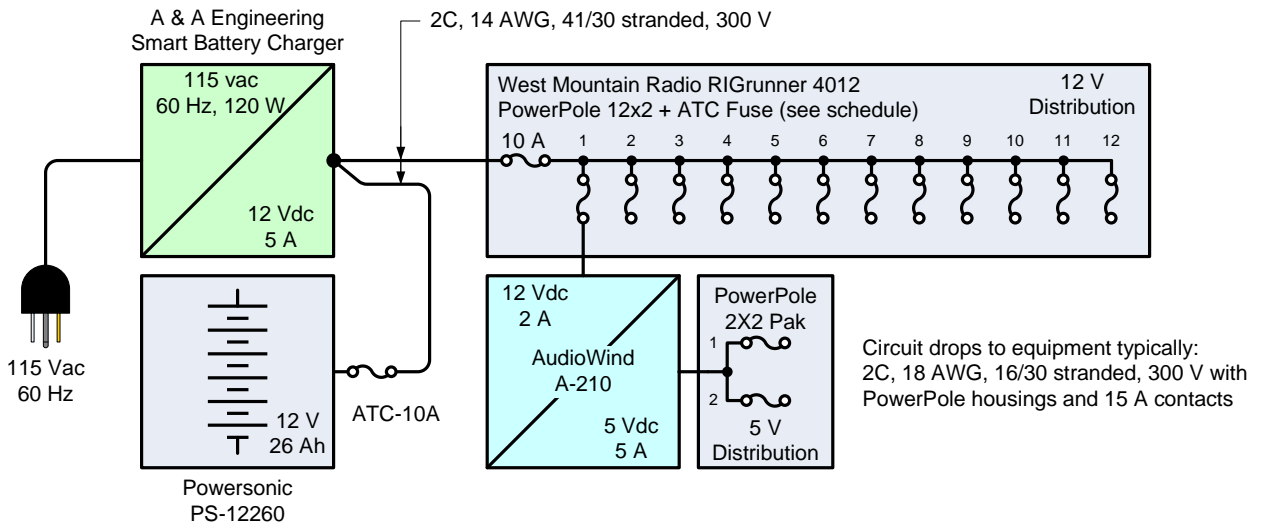 A & A Engineering
Smart Battery Charger
2C, 14 AWG, 41/30 stranded, 300 V
115 vac
60 Hz, 120 W
12 Vdc
5 A
West Mountain Radio RIGrunner 4012
PowerPole 12x2 + ATC Fuse (see schedule)
12 V
Distribution
10 A
1 2 3 4 5 6 7 8 9 10 11 12
115 Vac
60 Hz
12 V
26 Ah
Powersonic
PS-12260
ATC-10A
12 Vdc
2 A
AudioWind
A-210
5 Vdc
5 A
PowerPole
2X2 Pak
1
2
5 V
Distribution
Circuit drops to equipment typically:
2C, 18 AWG, 16/30 stranded, 300 V with
PowerPole housings and 15 A contacts